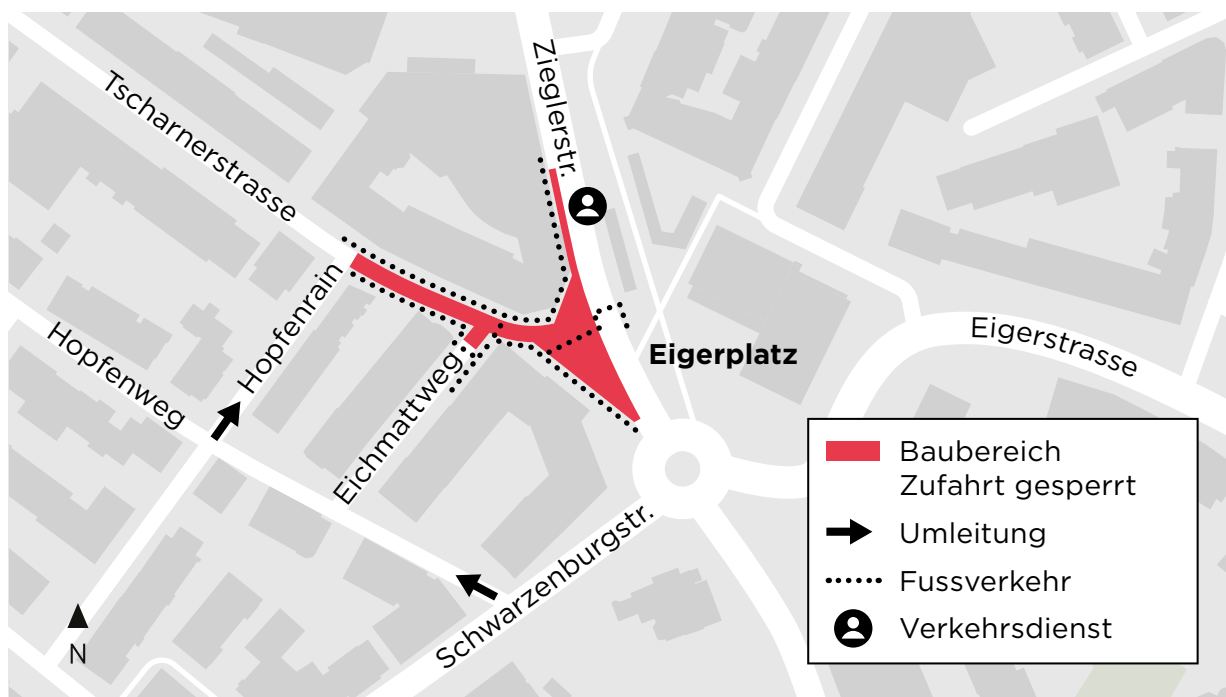 Zieglerstr.
Tscharnerstrasse
Hopfenrain
Hopfenweg
Eichmattweg
Eigerplatz
Eigerstrasse
Schwarzenburgstr.
N
Baubereich
Zufahrt gesperrt
Umleitung
Fussverkehr
Verkehrsdienst